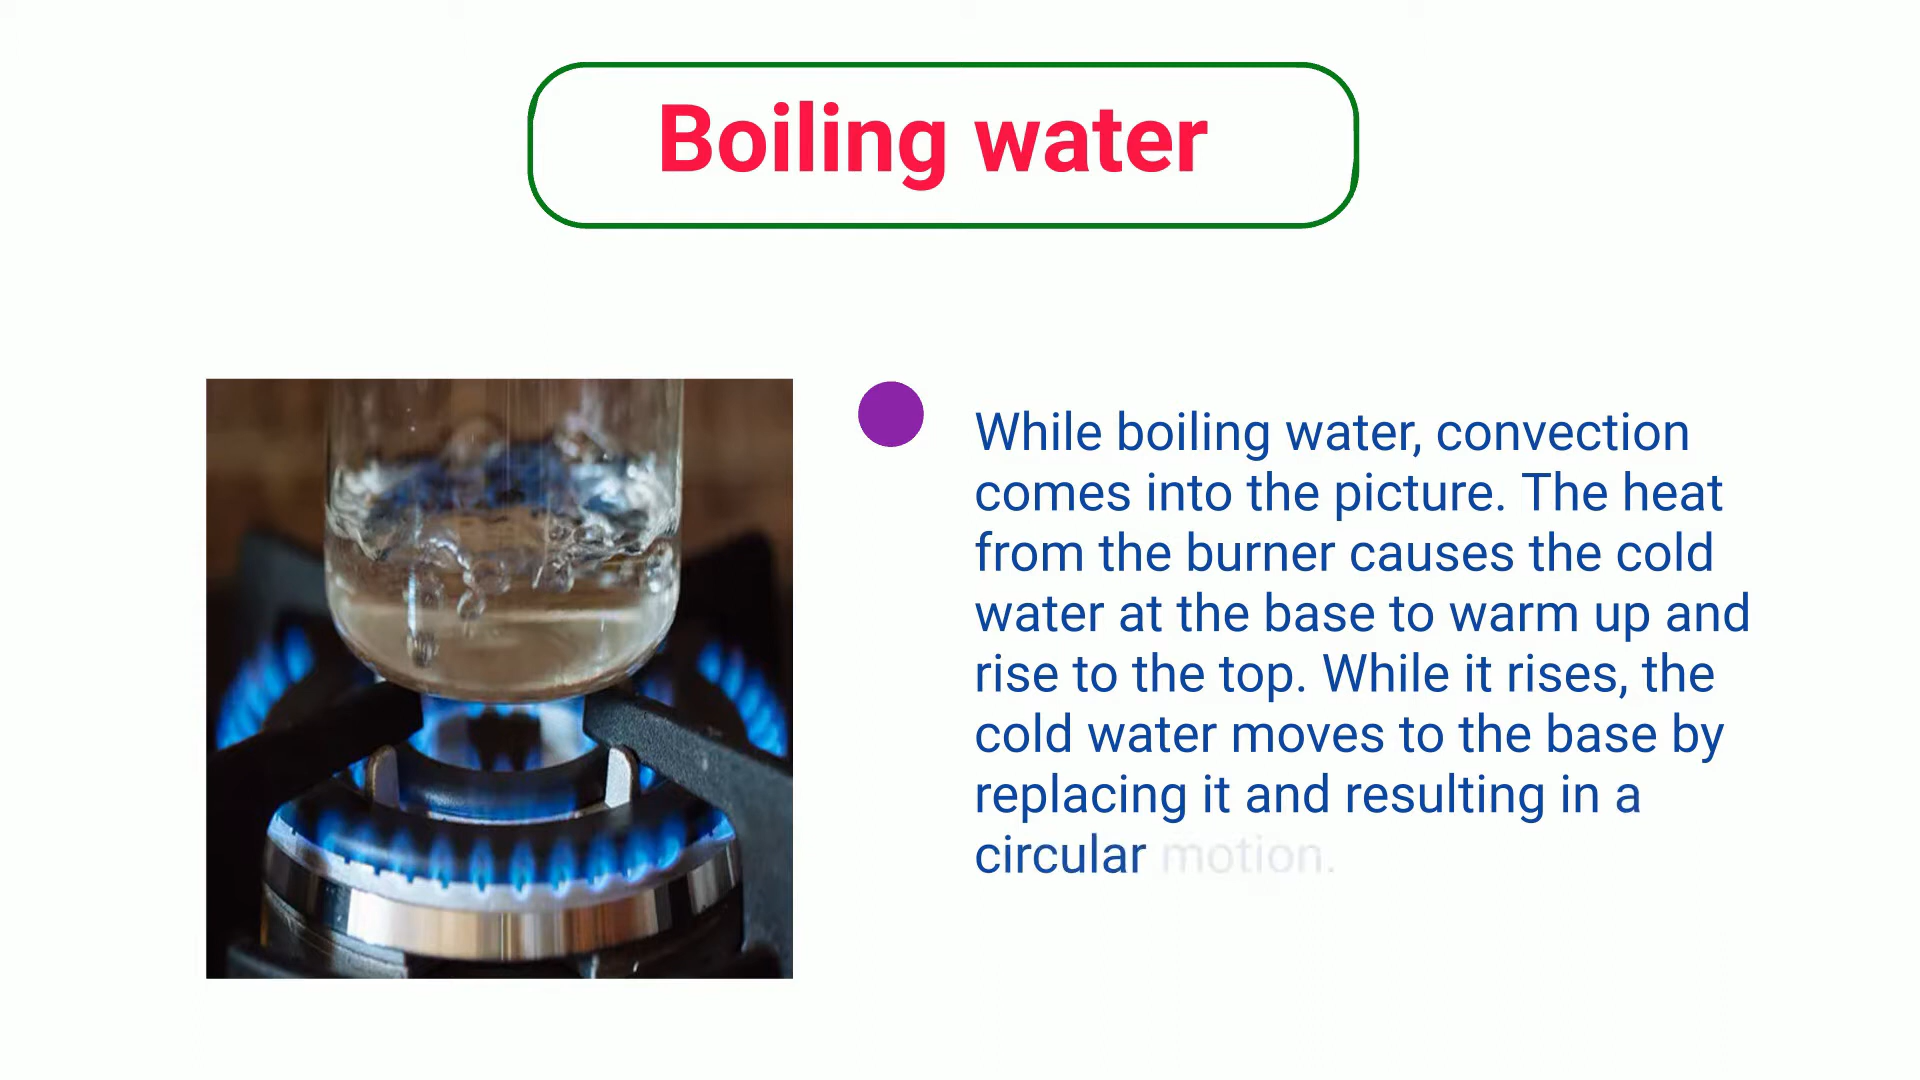 Boiling water
While boiling water, convection
comes into the picture. The heat
from the burner causes the cold
water at the base to warm up and
rise to the top. While it rises, the
cold water moves to the base by
replacing it and resulting in a
circular motion.